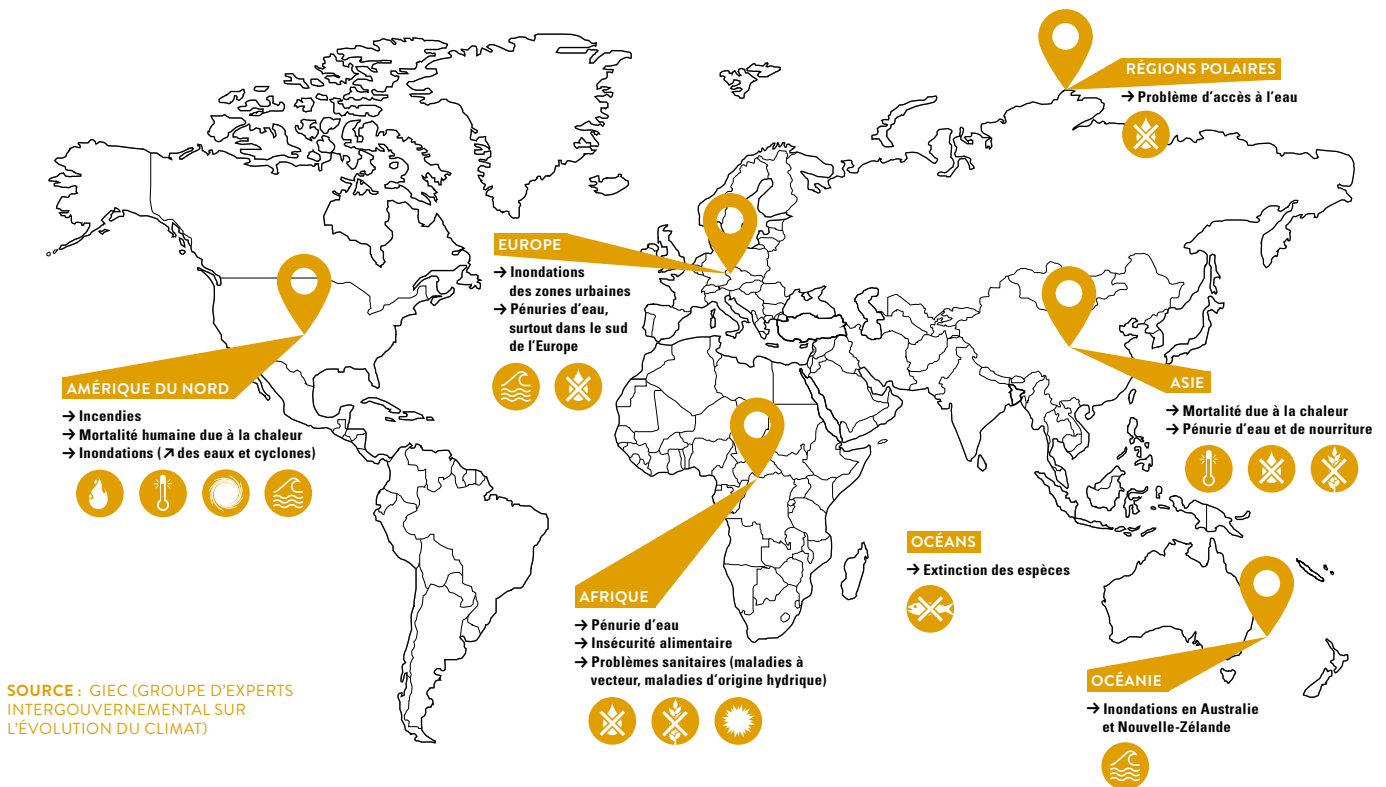 RÉGIONS POLAIRES
→ Problème d'accès à l'eau
EUROPE
→ Inondations
des zones urbaines
→ Pénuries d'eau,
surtout dans le sud
de l'Europe
AMÉRIQUE DU NORD
→ Incendies
→ Mortalité humaine due à la chaleur
→ Inondations (↗ des eaux et cyclones)
ASIE
→ Mortalité due à la chaleur
→ Pénurie d'eau et de nourriture
OCÉANS
→ Extinction des espèces
AFRIQUE
→ Pénurie d'eau
→ Insécurité alimentaire
→ Problèmes sanitaires (maladies à
vecteur, maladies d'origine hydrique)
OCÉANIE
→ Inondations en Australie
et Nouvelle-Zélande
SOURCE : GIEC (GROUPE D'EXPERTS
INTERGOUVERNEMENTAL SUR
L'ÉVOLUTION DU CLIMAT)